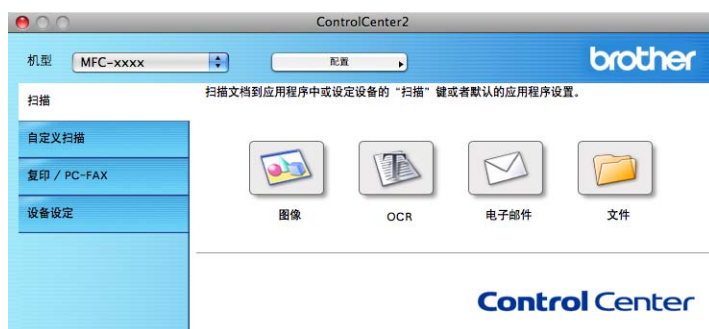 ControlCenter2
机型 MFC-xxxx 配置 brother
扫描
扫描文档到应用程序中或设定设备的“扫描”键或者默认的应用程序设置。
自定义扫描
复印 / PC-FAX
设备设定
图像 OCR 电子邮件 文件
Control Center